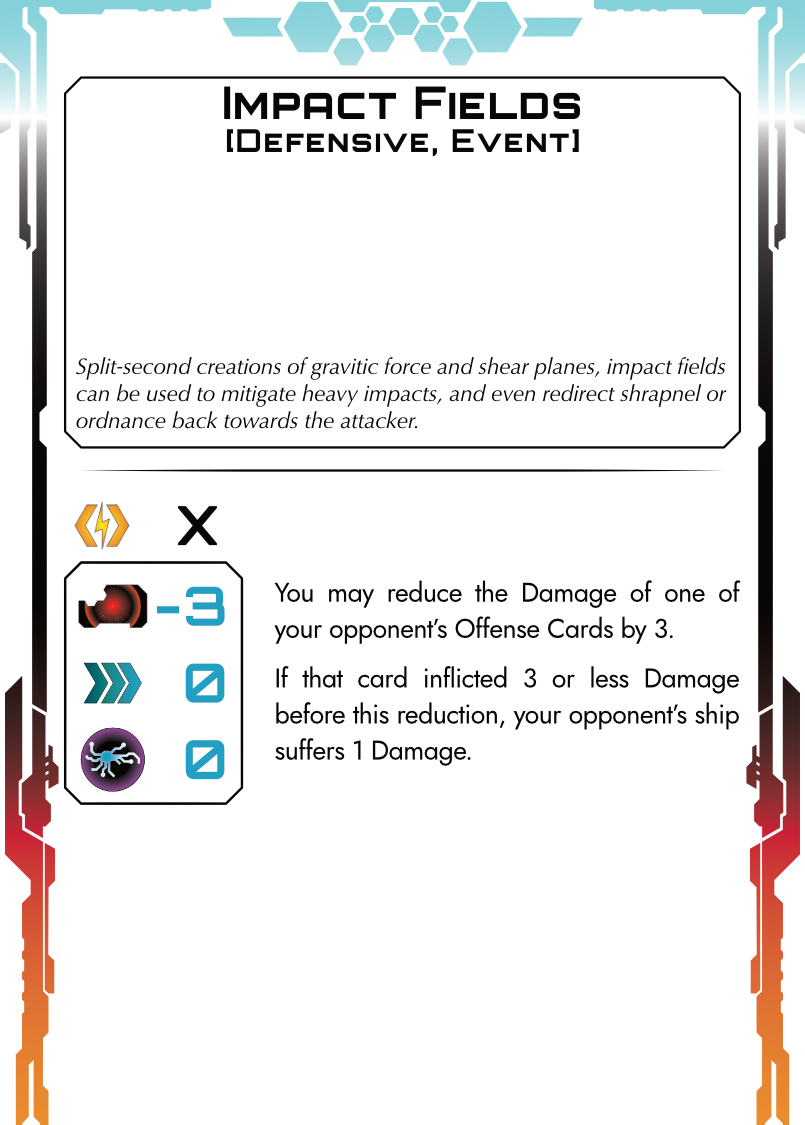 Impact Fields
[Defensive, Event]
Split-second creations of gravitic force and shear planes, impact fields
can be used to mitigate heavy impacts, and even redirect shrapnel or
ordnance back towards the attacker.
X
-3
You may reduce the Damage of one of
your opponent’s Offense Cards by 3.
0
If that card inflicted 3 or less Damage
before this reduction, your opponent’s ship
suffers 1 Damage.
0